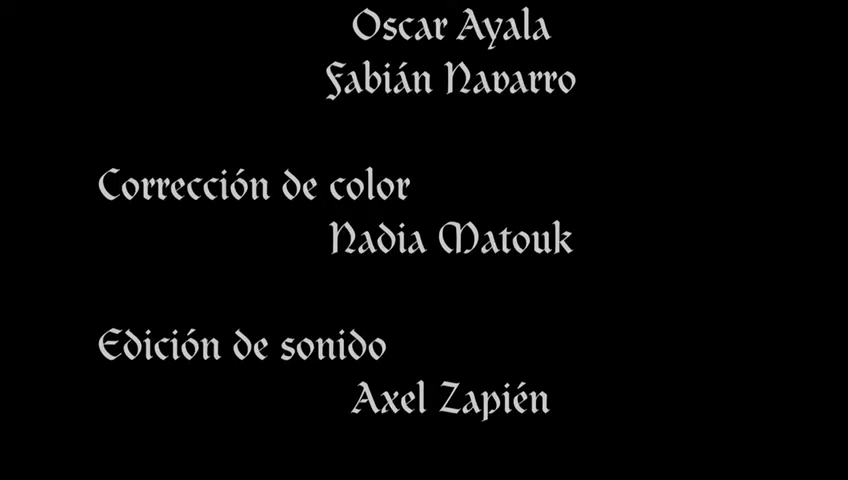 Oscar Ayala
Fabián Navarro
Corrección de color
Nadia Matouk
Edición de sonido
Axel Zapién